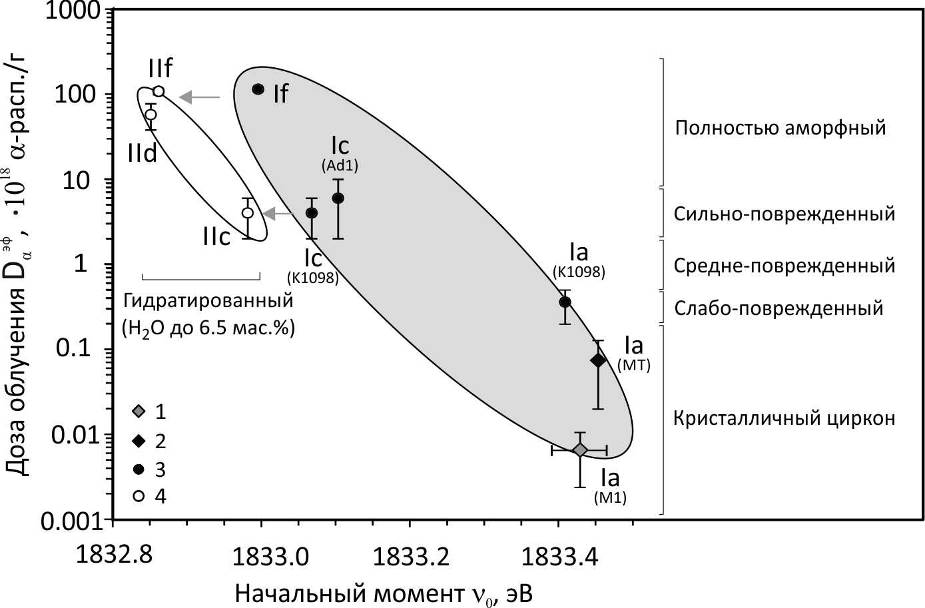 Доза облучения Dα эф, ·10¹⁸ α-расп./г
1000
100
10
1
0.1
0.01
0.001
IIf
If
IId
Ic
(Ad1)
IIc
Ic
(K1098)
Ia
(K1098)
Ia
(MT)
Ia
(M1)
Гидратированный
(H₂O до 6.5 мас.%)
1
2
3
4
Полностью аморфный
Сильно-поврежденный
Средне-поврежденный
Слабо-поврежденный
Кристалличный циркон
1832.8
1833.0
1833.2
1833.4
Начальный момент ν₀, эВ